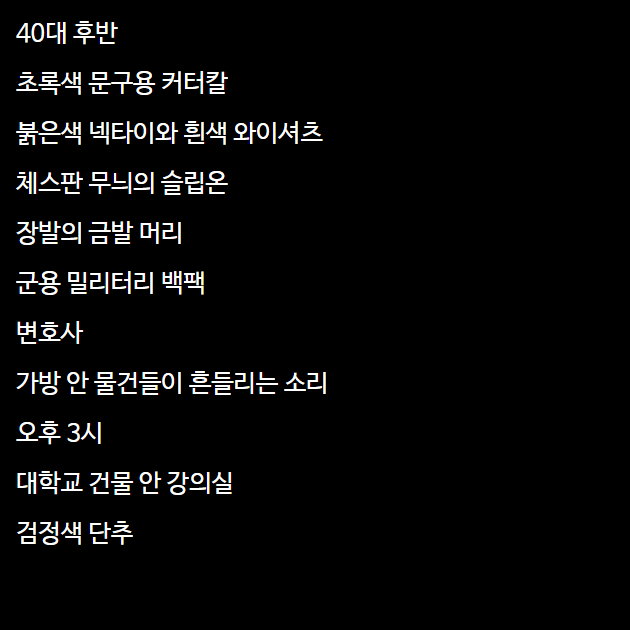 40대 후반
초록색 문구용 커터칼
붉은색 넥타이와 흰색 와이셔츠
체스판 무늬의 슬립온
장발의 금발 머리
군용 밀리터리 백팩
변호사
가방 안 물건들이 흔들리는 소리
오후 3시
대학교 건물 안 강의실
검정색 단추